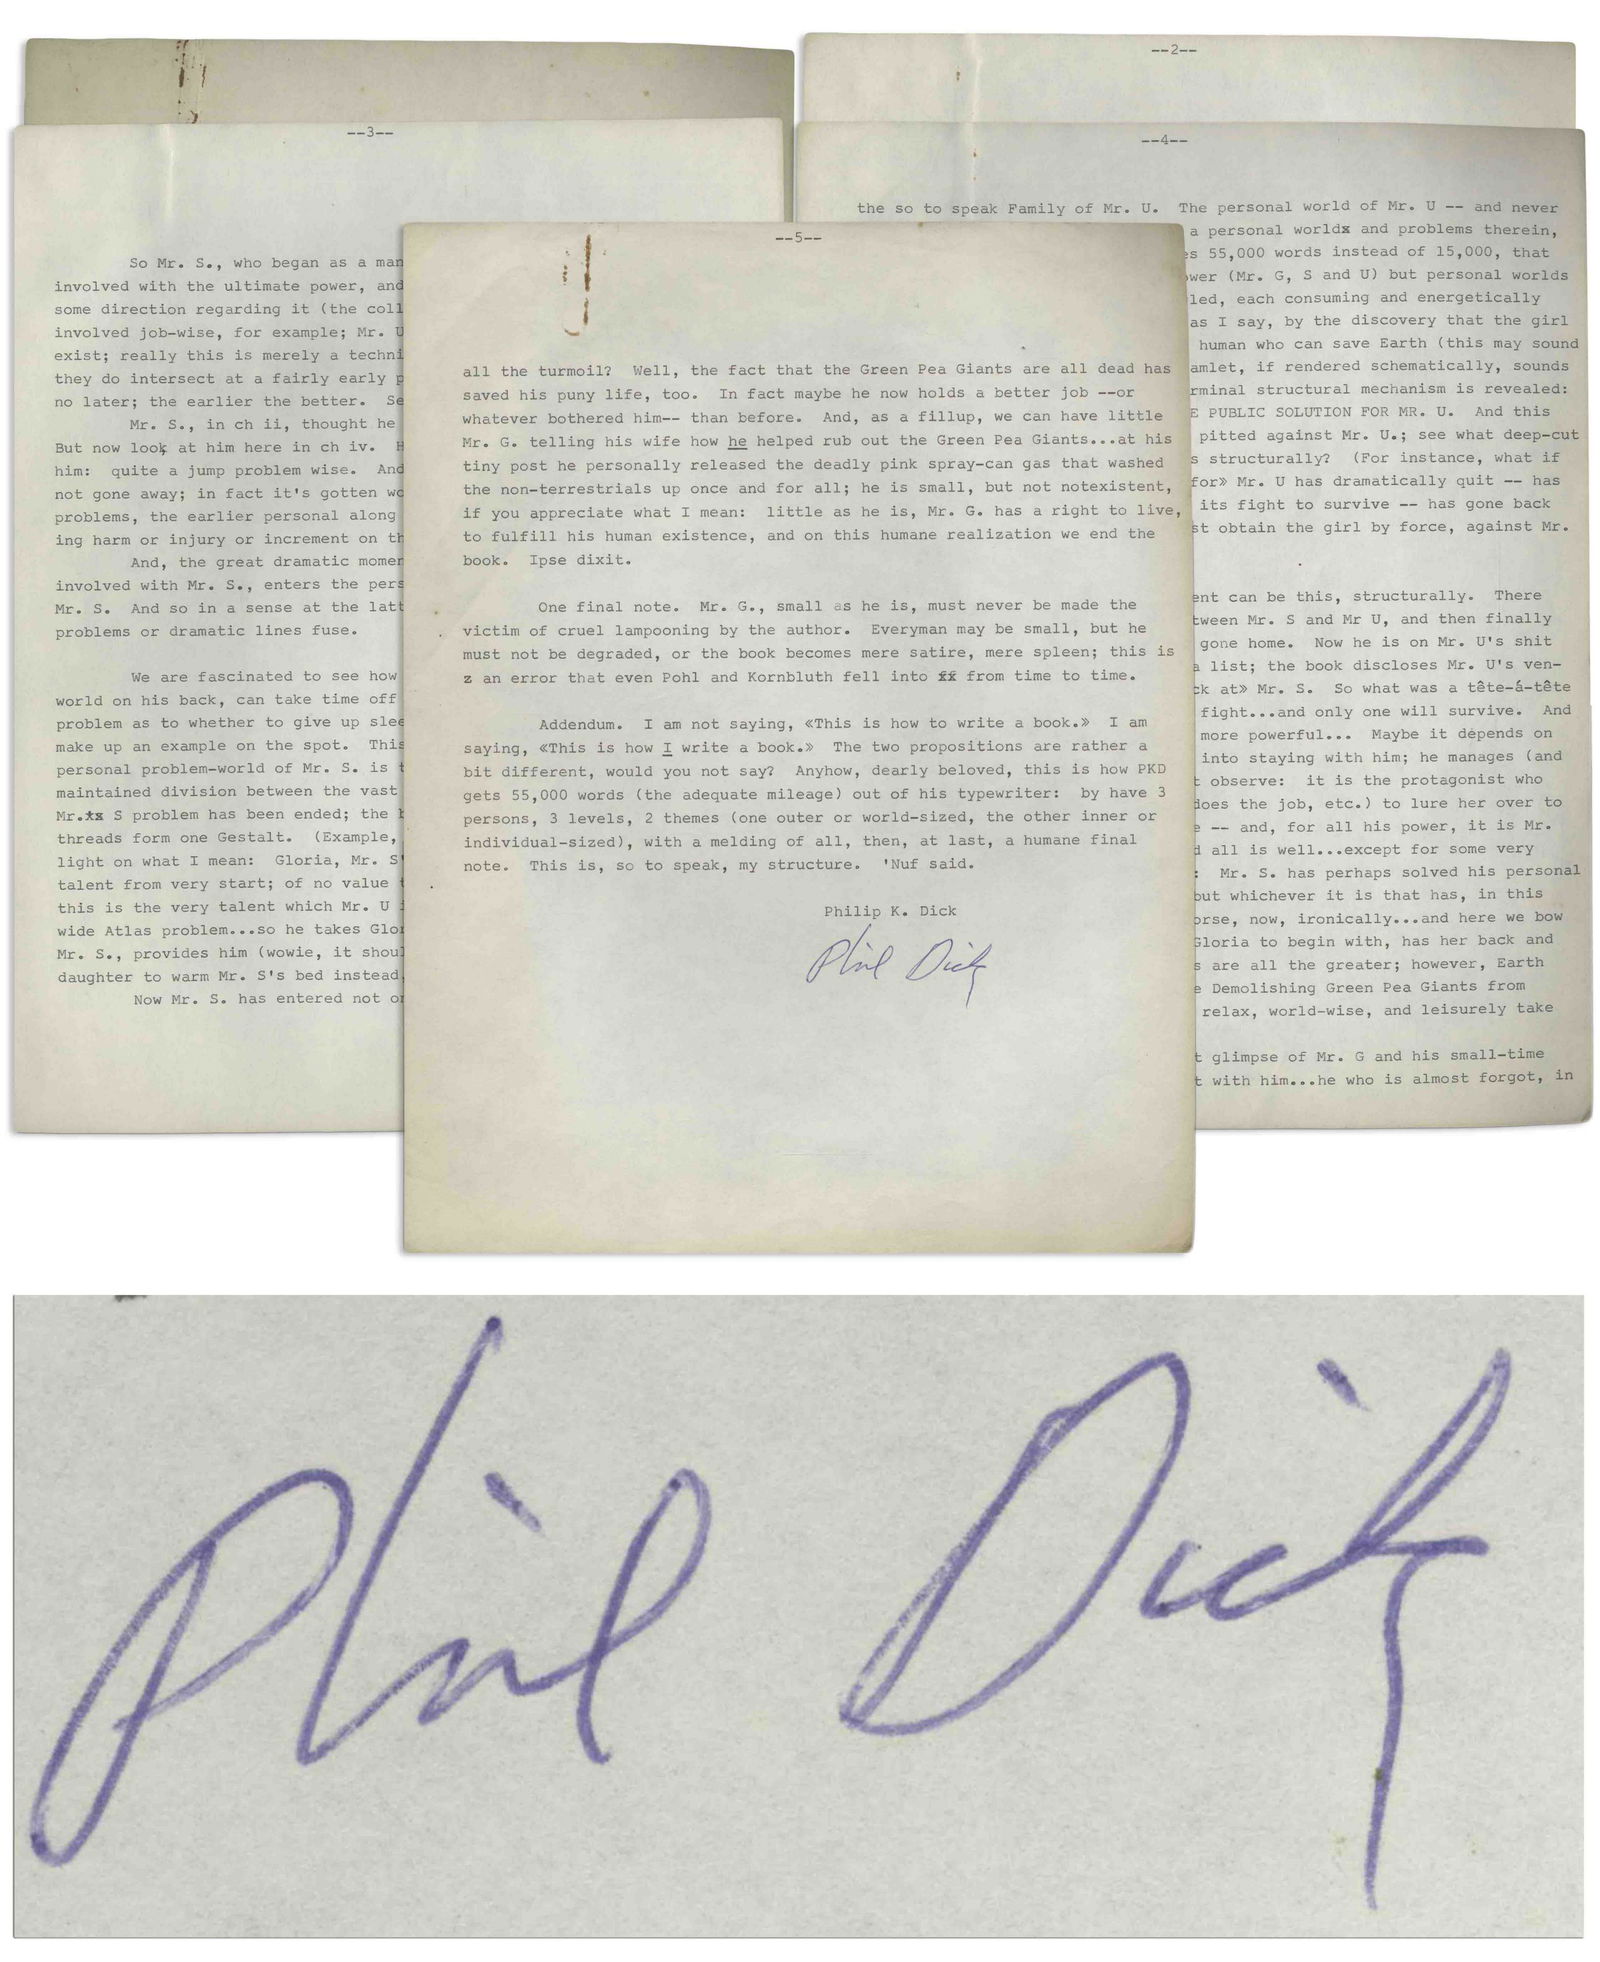 --2--
--3--
So Mr. S., who began as a man
involved with the ultimate power, and
some direction regarding it (the coll
involved job-wise, for example; Mr. U
exist; really this is merely a techni
they do intersect at a fairly early p
no later; the earlier the better. Se
Mr. S., in ch ii, thought he
But now look at him here in ch iv. H
him: quite a jump problem wise. And
not gone away; in fact it's gotten wo
problems, the earlier personal along
ing harm or injury or increment on th
And, the great dramatic momen
involved with Mr. S., enters the pers
Mr. S. And so in a sense at the latt
problems or dramatic lines fuse.
We are fascinated to see how
world on his back, can take time off
problem as to whether to give up slee
make up an example on the spot. This
personal problem-world of Mr. S. is t
maintained division between the vast
Mr. S problem has been ended; the b
threads form one Gestalt. (Example,
light on what I mean: Gloria, Mr. S'
talent from very start; of no value t
this is the very talent which Mr. U i
wide Atlas problem...so he takes Glor
Mr. S., provides him (wowie, it shoul
daughter to warm Mr. S's bed instead,
Now Mr. S. has entered not on
--4--
the so to speak Family of Mr. U. The personal world of Mr. U -- and never
a personal worldx and problems therein,
es 55,000 words instead of 15,000, that
ower (Mr. G, S and U) but personal worlds
led, each consuming and energetically
as I say, by the discovery that the girl
human who can save Earth (this may sound
amlet, if rendered schematically, sounds
rminal structural mechanism is revealed:
E PUBLIC SOLUTION FOR MR. U. And this
pitted against Mr. U.; see what deep-cut
s structurally? (For instance, what if
for» Mr. U has dramatically quit -- has
its fight to survive -- has gone back
st obtain the girl by force, against Mr.
ent can be this, structurally. There
tween Mr. S and Mr U, and then finally
gone home. Now he is on Mr. U's shit
a list; the book discloses Mr. U's ven-
ck at» Mr. S. So what was a tête-á-tête
fight...and only one will survive. And
more powerful... Maybe it depends on
into staying with him; he manages (and
t observe: it is the protagonist who
does the job, etc.) to lure her over to
e -- and, for all his power, it is Mr.
d all is well...except for some very
: Mr. S. has perhaps solved his personal
but whichever it is that has, in this
orse, now, ironically...and here we bow
Gloria to begin with, has her back and
s are all the greater; however, Earth
e Demolishing Green Pea Giants from
relax, world-wise, and leisurely take
t glimpse of Mr. G and his small-time
t with him...he who is almost forgot, in
--5--
all the turmoil? Well, the fact that the Green Pea Giants are all dead has
saved his puny life, too. In fact maybe he now holds a better job --or
whatever bothered him-- than before. And, as a fillup, we can have little
Mr. G. telling his wife how he helped rub out the Green Pea Giants...at his
tiny post he personally released the deadly pink spray-can gas that washed
the non-terrestrials up once and for all; he is small, but not notexistent,
if you appreciate what I mean: little as he is, Mr. G. has a right to live,
to fulfill his human existence, and on this humane realization we end the
book. Ipse dixit.
One final note. Mr. G., small as he is, must never be made the
victim of cruel lampooning by the author. Everyman may be small, but he
must not be degraded, or the book becomes mere satire, mere spleen; this is
z an error that even Pohl and Kornbluth fell into from time to time.
Addendum. I am not saying, «This is how to write a book.» I am
saying, «This is how I write a book.» The two propositions are rather a
bit different, would you not say? Anyhow, dearly beloved, this is how PKD
gets 55,000 words (the adequate mileage) out of his typewriter: by have 3
persons, 3 levels, 2 themes (one outer or world-sized, the other inner or
individual-sized), with a melding of all, then, at last, a humane final
note. This is, so to speak, my structure. 'Nuf said.
Philip K. Dick
Phil Dick
Phil Dick